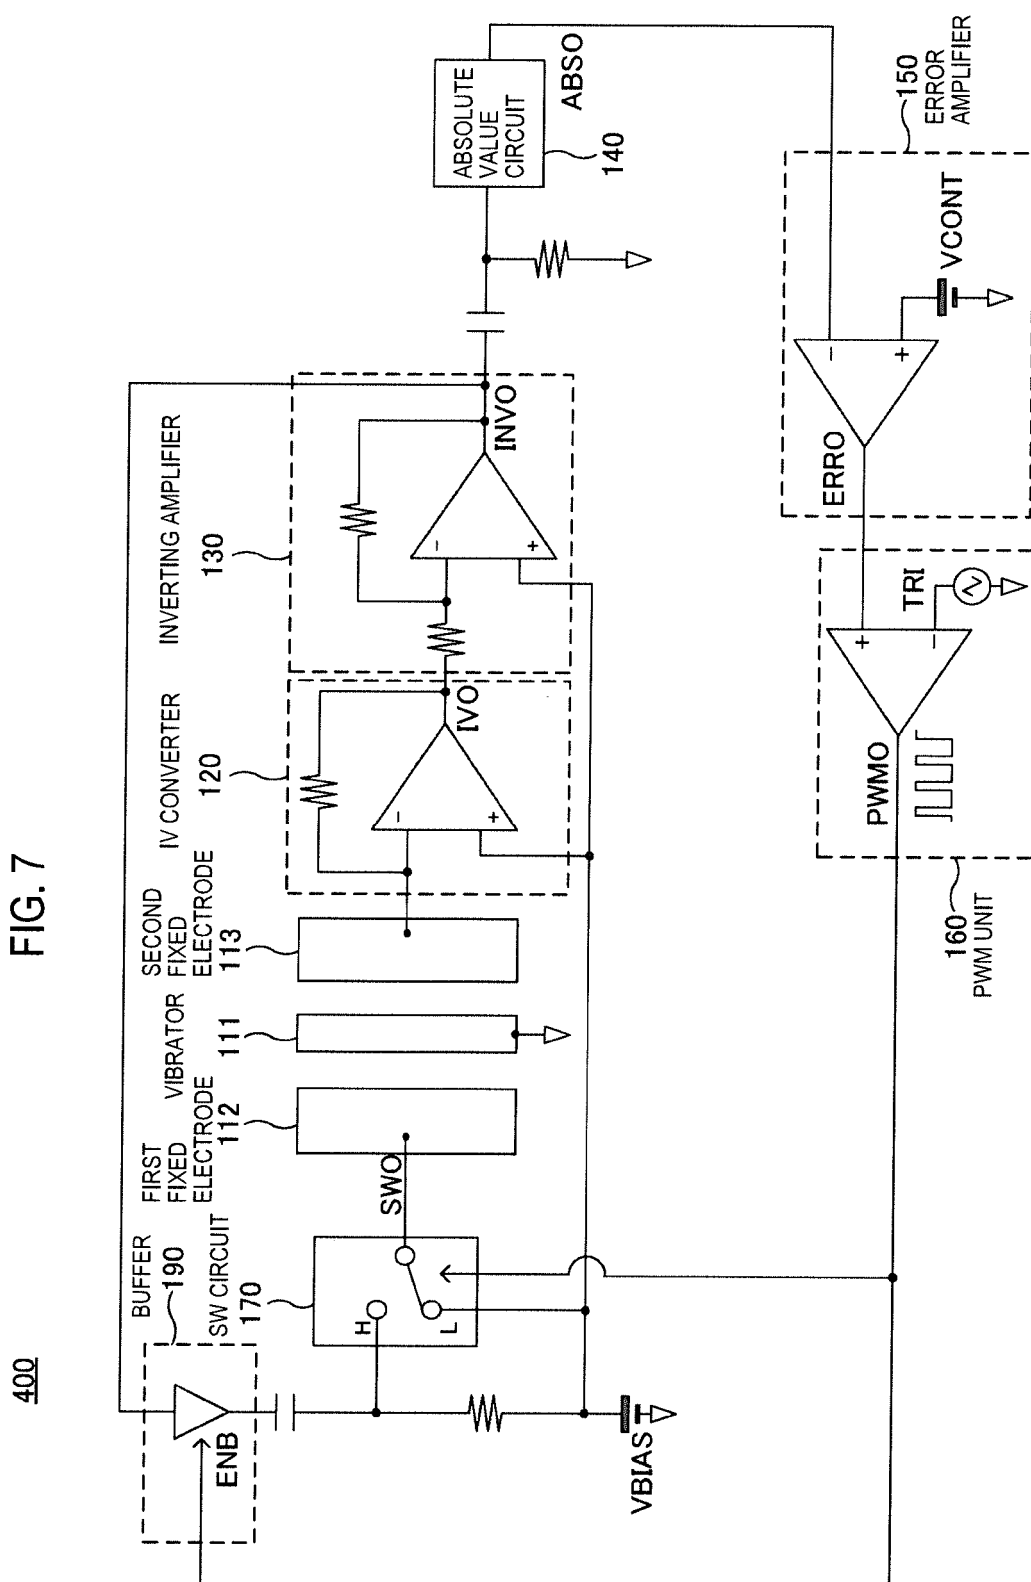 FIG. 7
400
BUFFER
190
ENB
SW CIRCUIT
170
H
L
SWO
VBIAS
FIRST
FIXED
ELECTRODE
112
VIBRATOR
111
SECOND
FIXED
ELECTRODE
113
IV CONVERTER
120
−
+
IVO
INVERTING AMPLIFIER
130
−
+
INVO
ABSOLUTE
VALUE
CIRCUIT
140
ABSO
150
ERROR
AMPLIFIER
−
+
VCONT
ERRO
+
−
TRI
PWMO
160
PWM UNIT